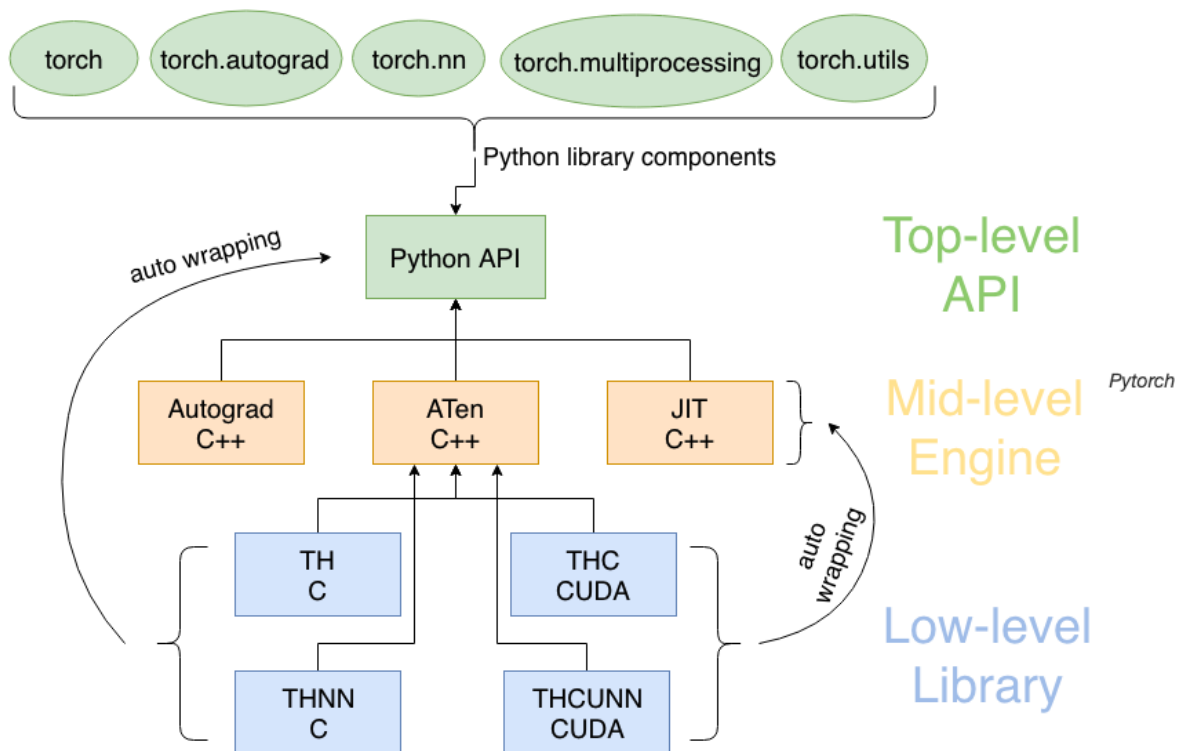 torch
torch.autograd
torch.nn
torch.multiprocessing
torch.utils
Python library components
auto wrapping
Python API
Top-level
API
Autograd
C++
ATen
C++
JIT
C++
Mid-level
Engine
Pytorch
TH
C
THC
CUDA
auto
wrapping
THNN
C
THCUNN
CUDA
Low-level
Library